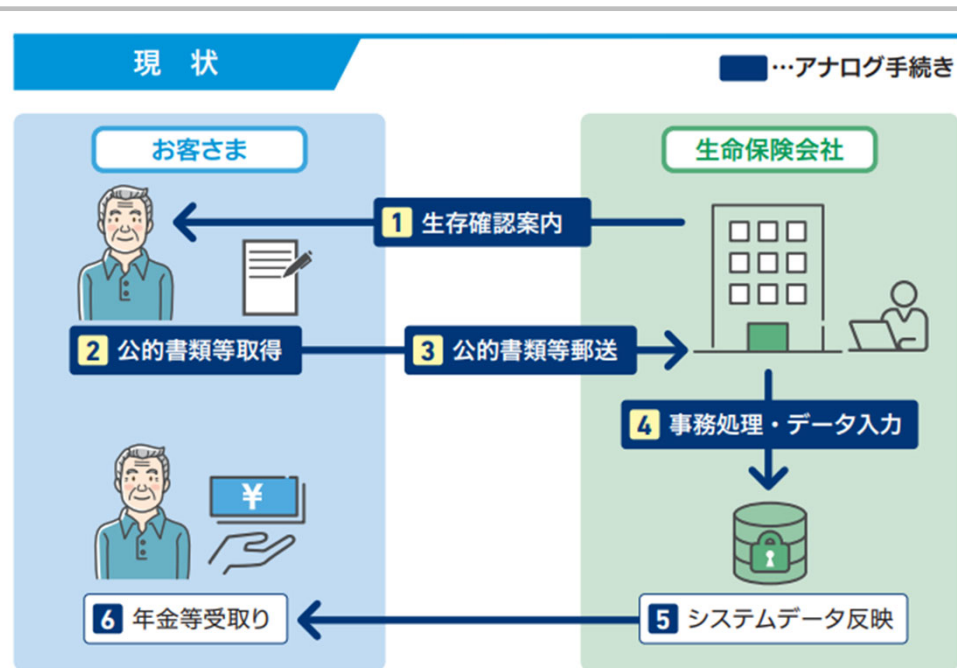 現 状
…アナログ手続き
お客さま
生命保険会社
1 生存確認案内
2 公的書類等取得
3 公的書類等郵送
4 事務処理・データ入力
¥
6 年金等受取り
5 システムデータ反映